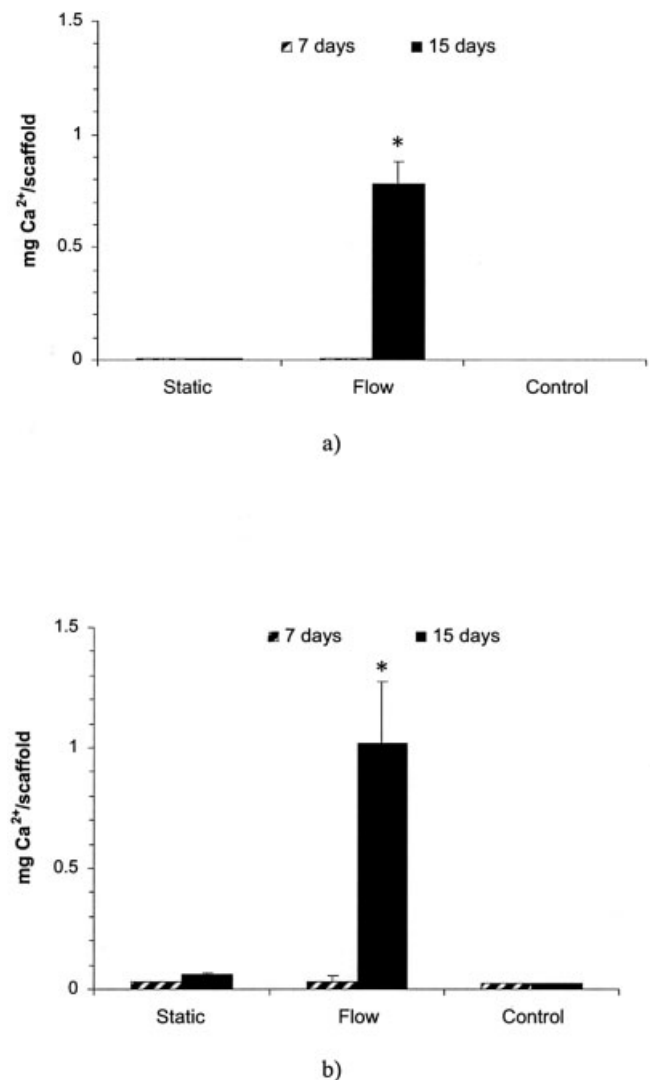 1.5
7 days 15 days
*
1
mg Ca²⁺/scaffold
0.5
0
Static Flow Control
a)
1.5
7 days 15 days
*
1
mg Ca²⁺/scaffold
0.5
0
Static Flow Control
b)